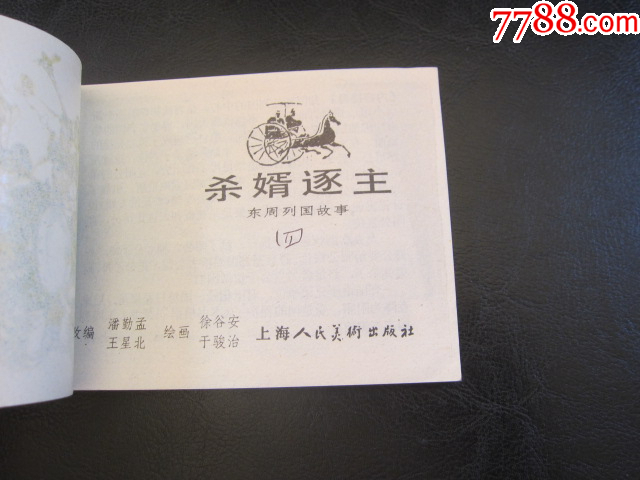 7788.com
杀婿逐主
东周列国故事
四
改编 潘勤孟 王星北 绘画 徐谷安 于骏治 上海人民美術出版社